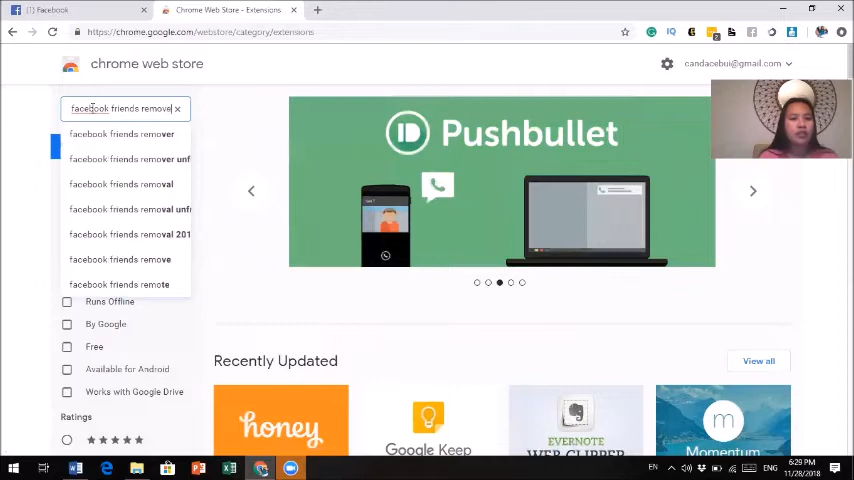 (1) Facebook
Chrome Web Store - Extensions
https://chrome.google.com/webstore/category/extensions
chrome web store
candacebui@gmail.com
facebook friends remove
facebook friends remover
facebook friends remover unf
facebook friends removal
facebook friends removal unfr
facebook friends removal 201
facebook friends remove
facebook friends remote
Pushbullet
Runs Offline
By Google
Free
Available for Android
Works with Google Drive
Ratings
Recently Updated
View all
honey
Google Keep
EVERNOTE
WEB CLIPPER
m
Momentum
EN
ENG
6:29 PM
11/28/2018